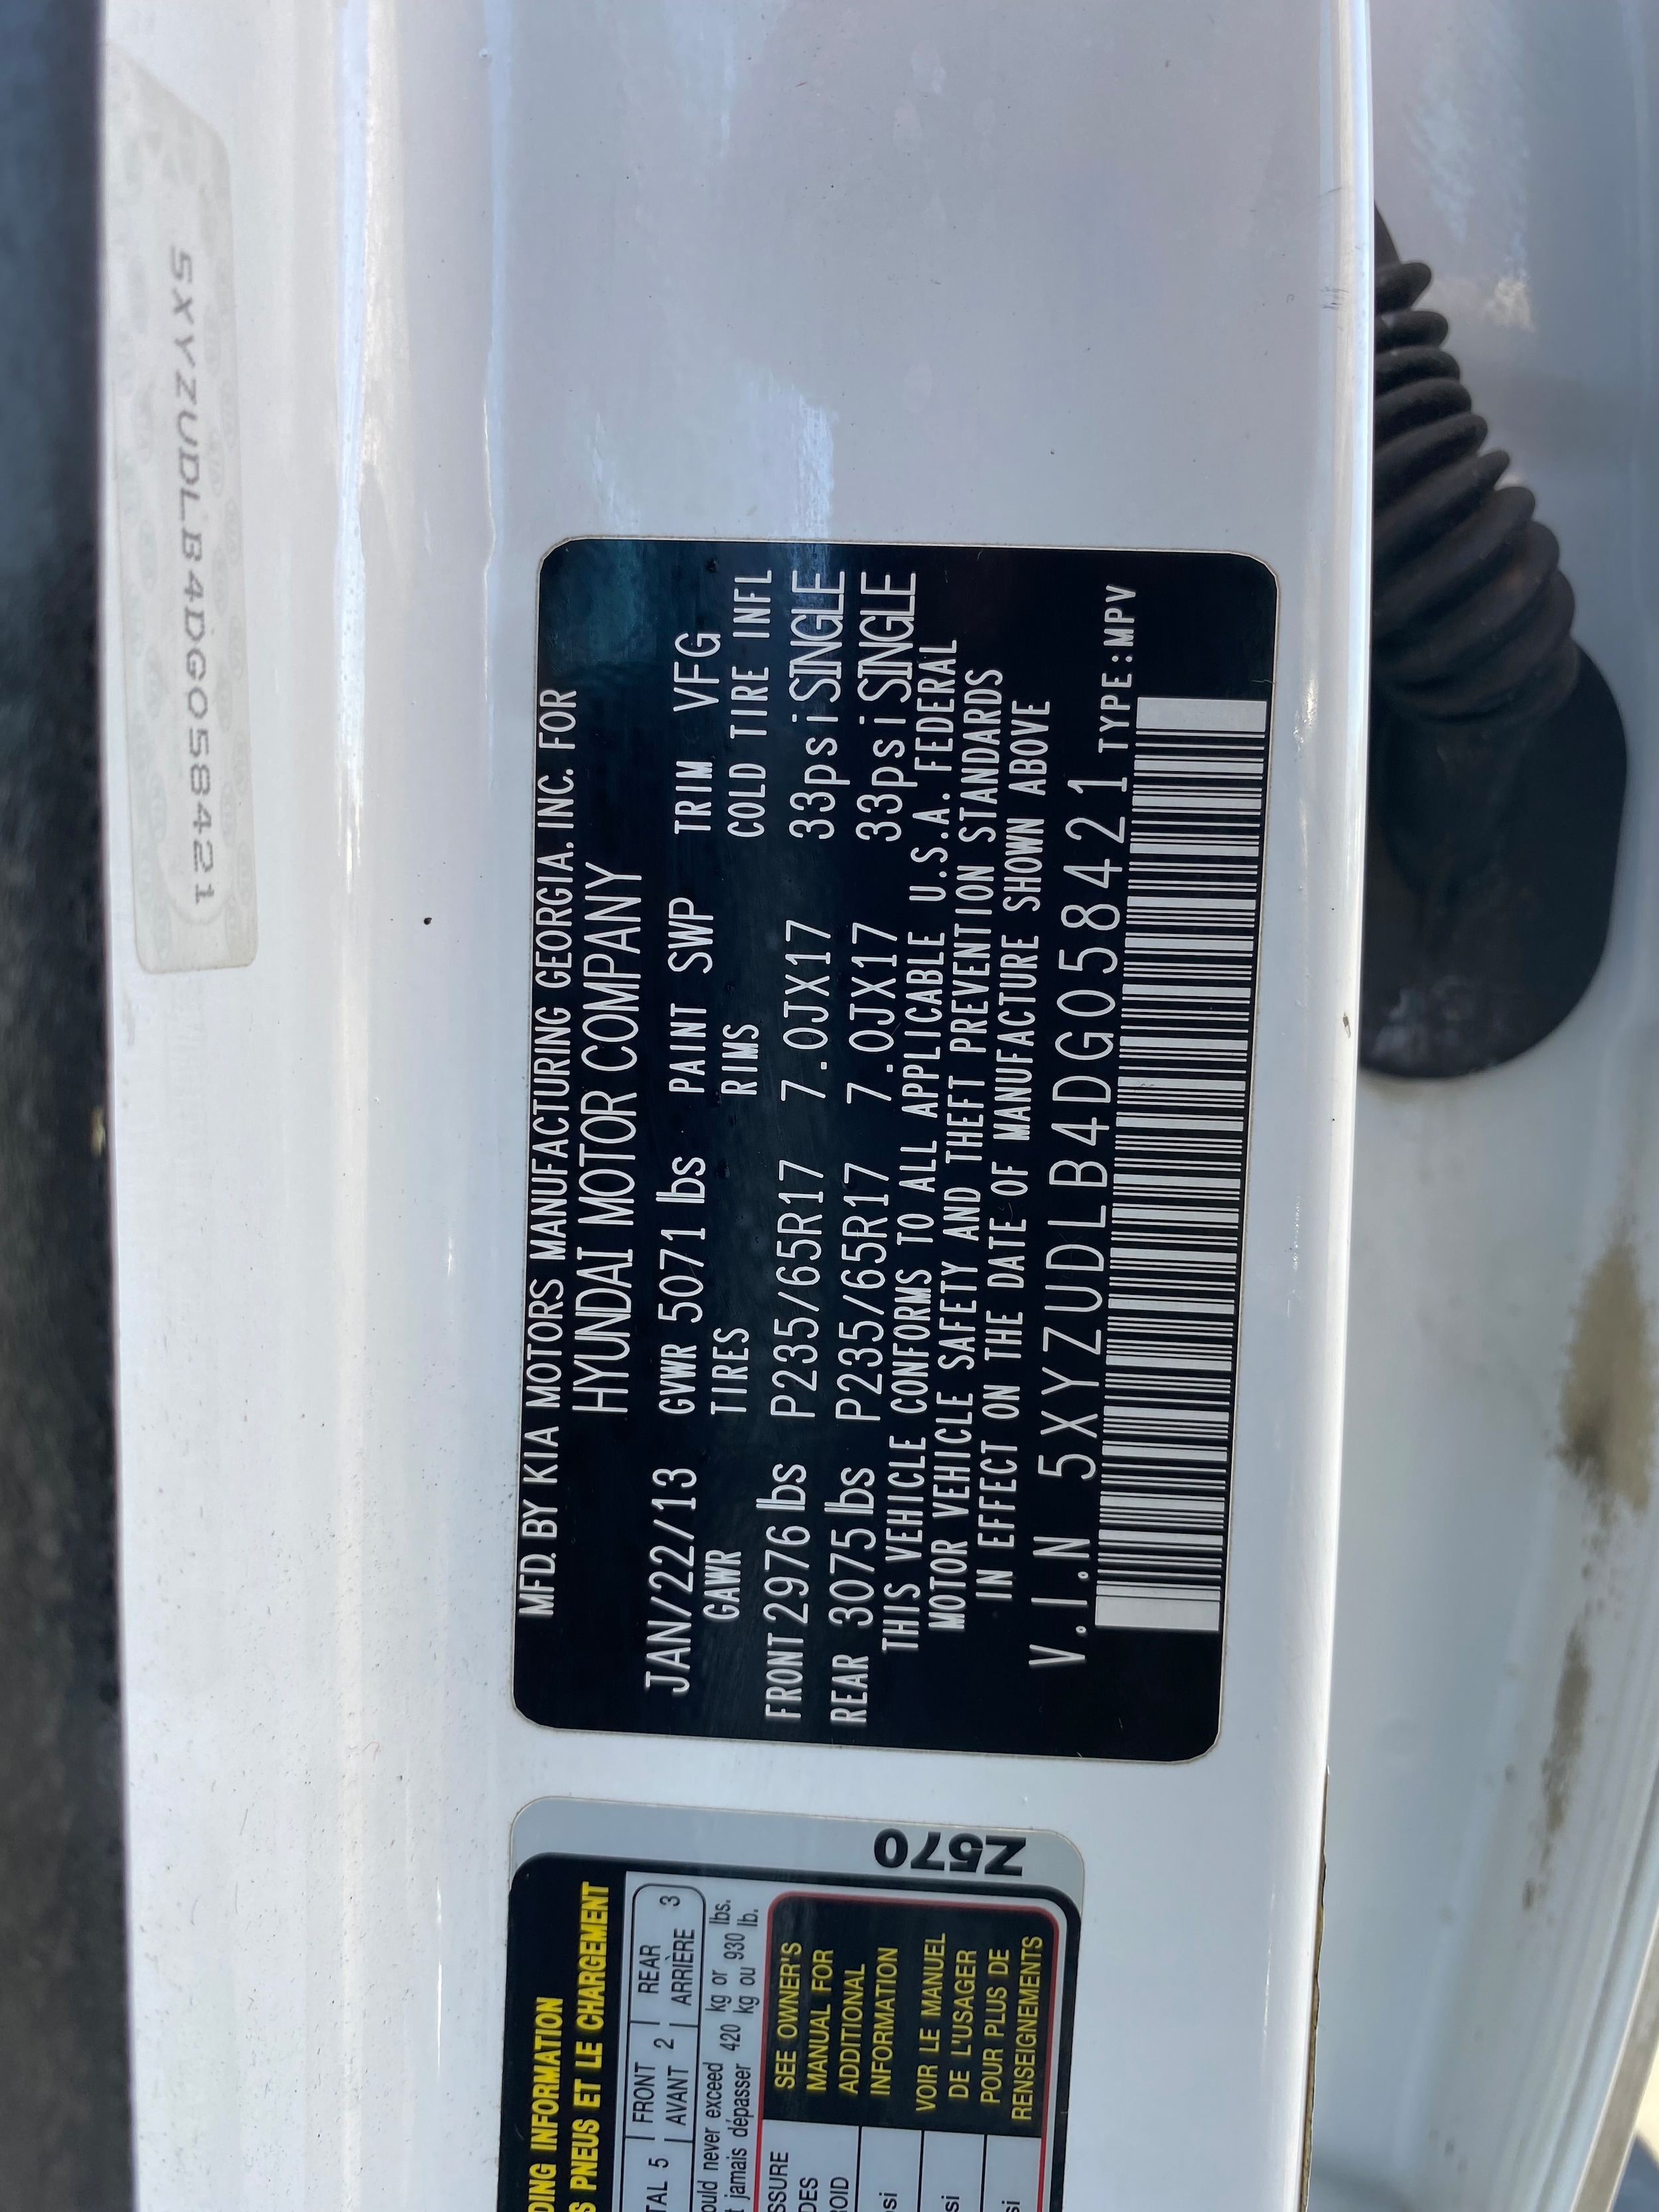 5XYZUDLB4DG058421
MFD. BY KIA MOTORS MANUFACTURING GEORGIA, INC. FOR
HYUNDAI MOTOR COMPANY
JAN/22/13 GVWR 5071 lbs PAINT SWP TRIM VFG
GAWR TIRES RIMS COLD TIRE INFL
FRONT 2976 lbs P235/65R17 7.0JX17 33psi SINGLE
REAR 3075 lbs P235/65R17 7.0JX17 33psi SINGLE
THIS VEHICLE CONFORMS TO ALL APPLICABLE U.S.A. FEDERAL
MOTOR VEHICLE SAFETY AND THEFT PREVENTION STANDARDS
IN EFFECT ON THE DATE OF MANUFACTURE SHOWN ABOVE
V.I.N 5XYZUDLB4DG058421 TYPE:MPV
INFORMATION
PNEUS ET LE CHARGEMENT
5 FRONT 2 REAR 3
AVANT ARRIÈRE
never exceed 420 kg or 930 lbs.
jamais dépasser kg ou lb.
SEE OWNER'S
MANUAL FOR
ADDITIONAL
INFORMATION
VOIR LE MANUEL
DE L'USAGER
POUR PLUS DE
RENSEIGNEMENTS
Z570